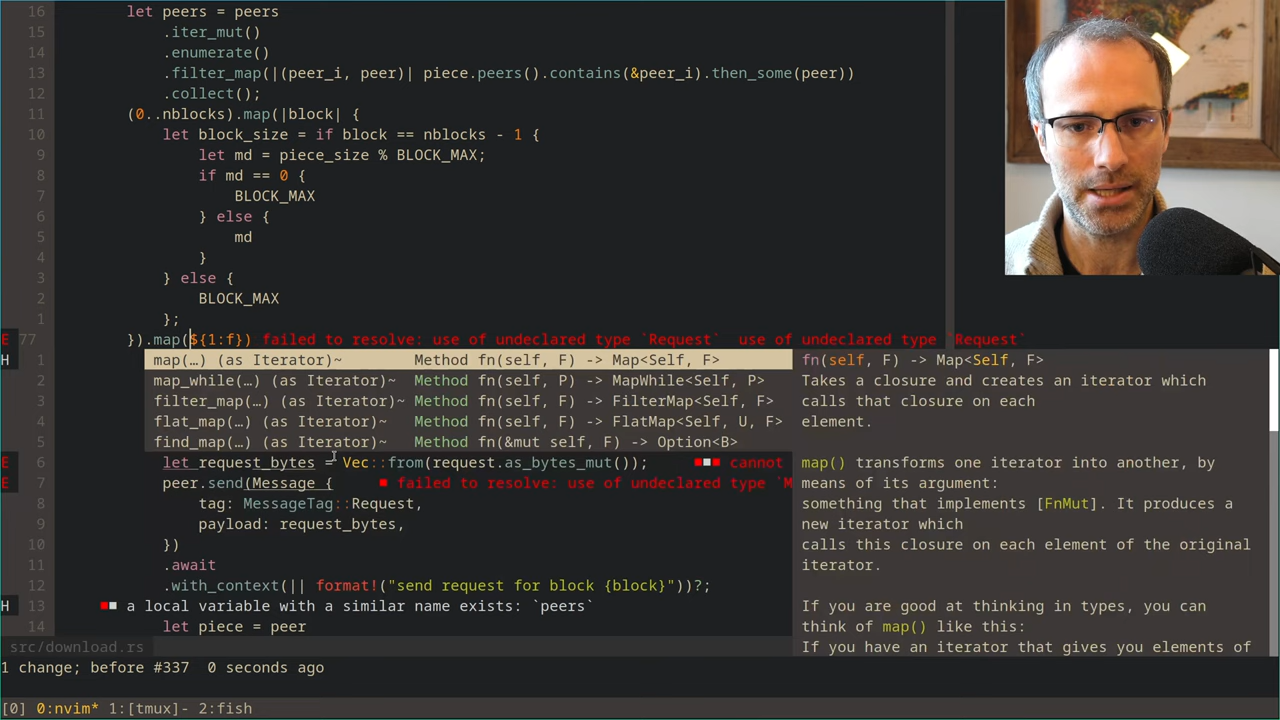 16 let peers = peers
15 .iter_mut()
14 .enumerate()
13 .filter_map(|(peer_i, peer)| piece.peers().contains(&peer_i).then_some(peer))
12 .collect();
11 (0..nblocks).map(|block| {
10 let block_size = if block == nblocks - 1 {
9 let md = piece_size % BLOCK_MAX;
8 if md == 0 {
7 BLOCK_MAX
6 } else {
5 md
4 }
3 } else {
2 BLOCK_MAX
1 };
E 77 }).map(${1:f}) failed to resolve: use of undeclared type `Request` use of undeclared type `Request`
H 1 map(…) (as Iterator)~ Method fn(self, F) -> Map<Self, F> fn(self, F) -> Map<Self, F>
2 map_while(…) (as Iterator)~ Method fn(self, P) -> MapWhile<Self, P> Takes a closure and creates an iterator which
3 filter_map(…) (as Iterator)~ Method fn(self, F) -> FilterMap<Self, F> calls that closure on each
4 flat_map(…) (as Iterator)~ Method fn(self, F) -> FlatMap<Self, U, F> element.
5 find_map(…) (as Iterator)~ Method fn(&mut self, F) -> Option<B>
E 6 let request_bytes = Vec::from(request.as_bytes_mut()); cannot map() transforms one iterator into another, by
E 7 peer.send(Message { failed to resolve: use of undeclared type `M means of its argument:
8 tag: MessageTag::Request, something that implements [FnMut]. It produces a
9 payload: request_bytes, new iterator which
10 }) calls this closure on each element of the original
11 .await iterator.
12 .with_context(|| format!("send request for block {block}"))?;
H 13 a local variable with a similar name exists: `peers` If you are good at thinking in types, you can
14 let piece = peer think of map() like this:
src/download.rs If you have an iterator that gives you elements of
1 change; before #337 0 seconds ago
[0] 0:nvim* 1:[tmux]- 2:fish